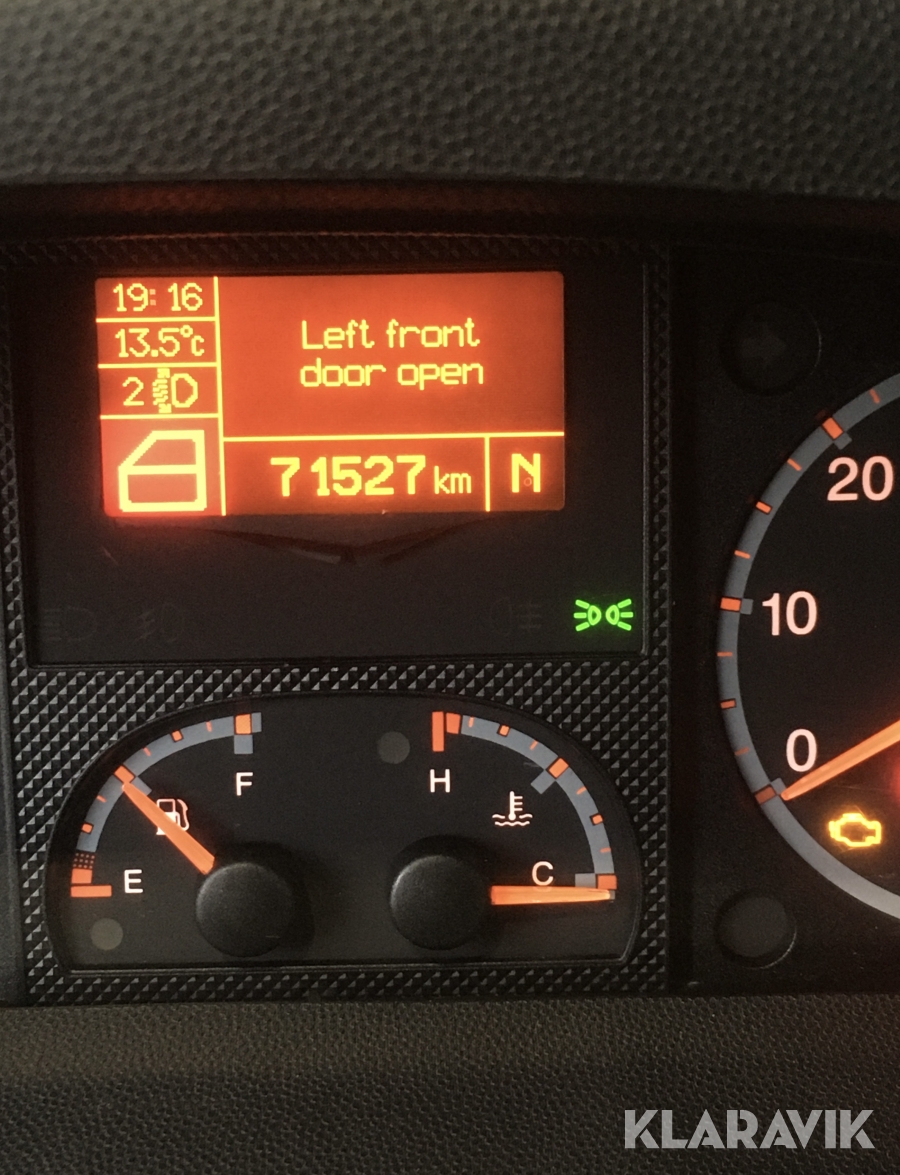 19:16
13.5°c
2
Left front
door open
71527 km
N
20
10
0
F
H
E
C
KLARAVIK